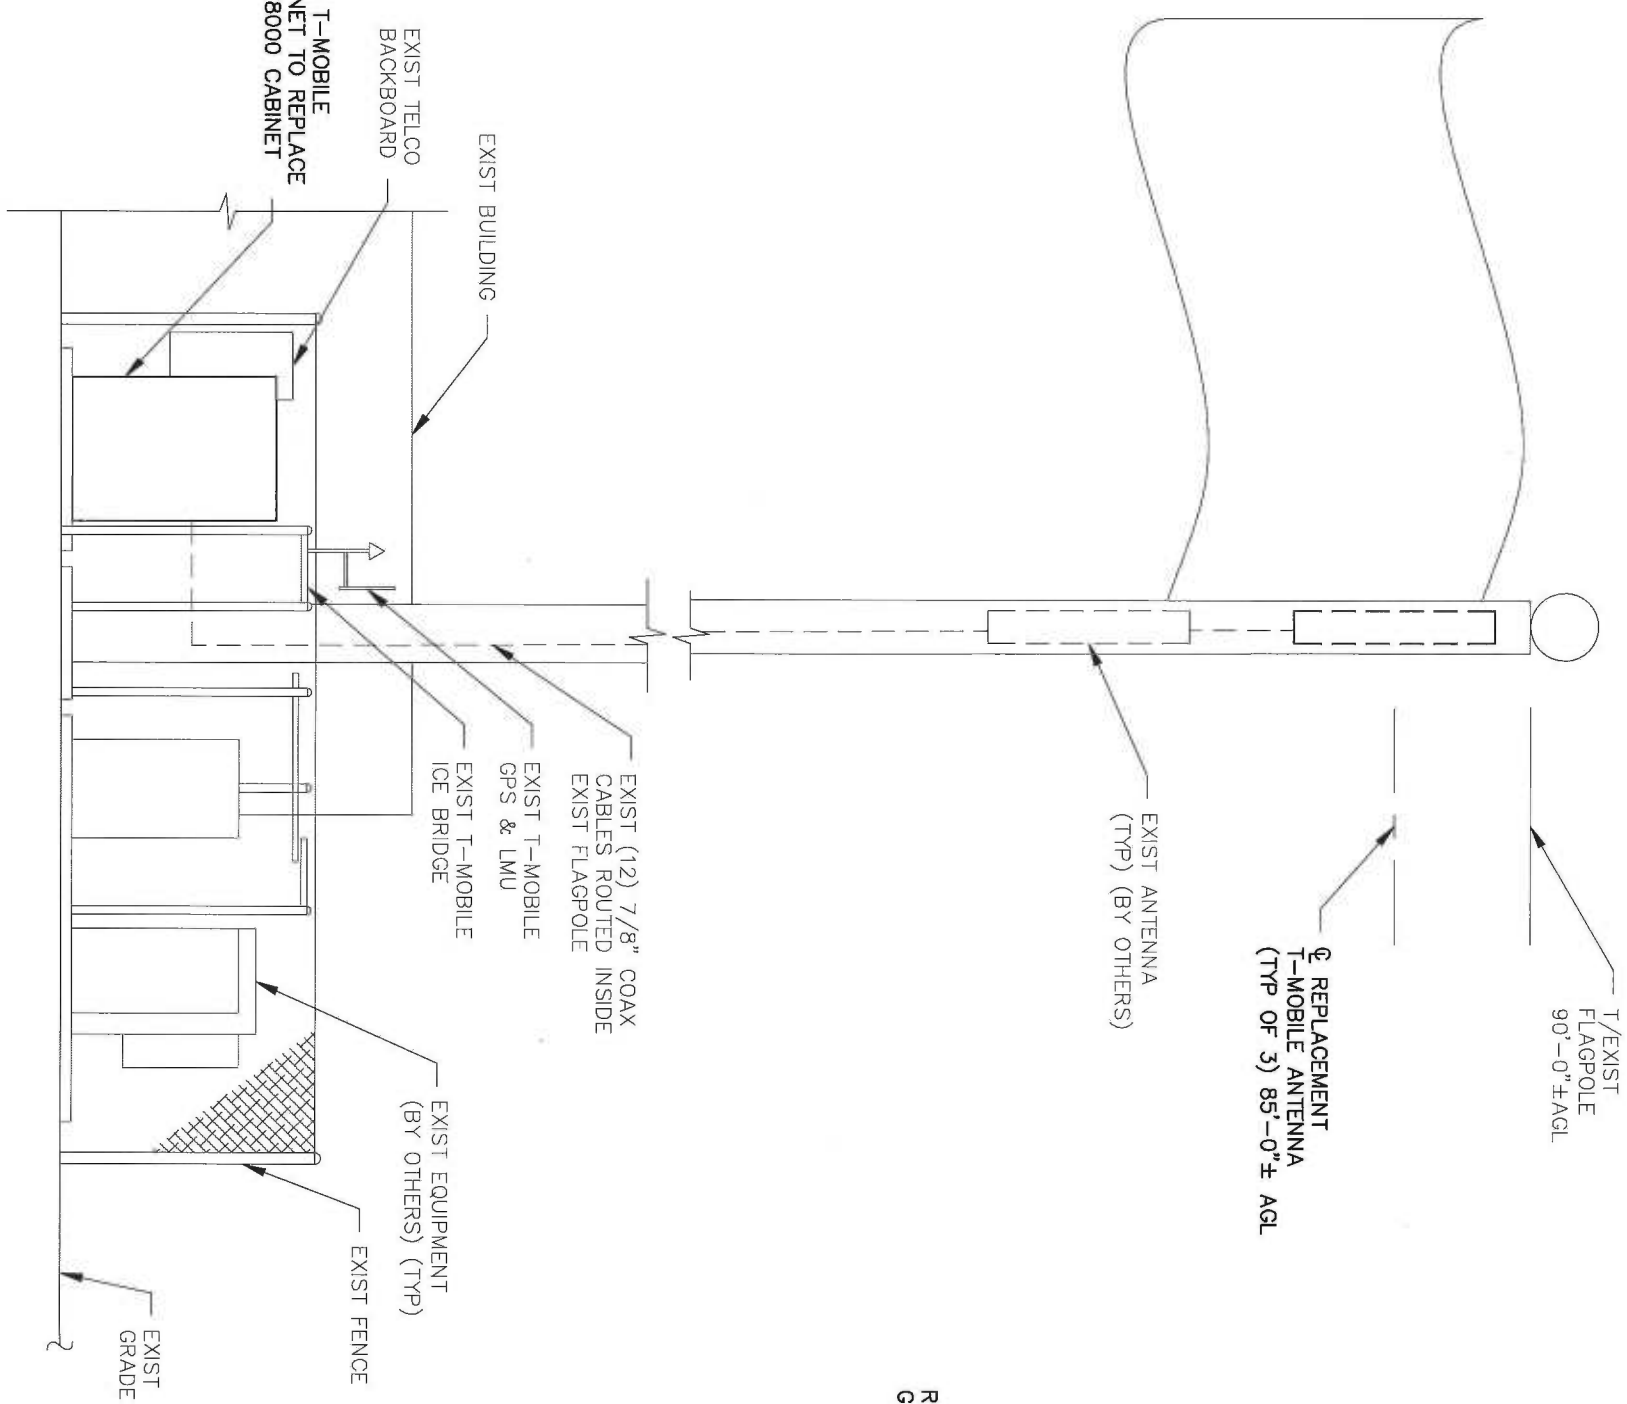 T/EXIST
FLAGPOLE
90'-0"±AGL
℄ REPLACEMENT
T-MOBILE ANTENNA
(TYP OF 3) 85'-0"± AGL
EXIST ANTENNA
(TYP) (BY OTHERS)
EXIST (12) 7/8" COAX
CABLES ROUTED INSIDE
EXIST FLAGPOLE
EXIST T-MOBILE
GPS & LMU
EXIST T-MOBILE
ICE BRIDGE
EXIST BUILDING
EXIST TELCO
BACKBOARD
T-MOBILE
NET TO REPLACE
8000 CABINET
EXIST EQUIPMENT
(BY OTHERS) (TYP)
EXIST FENCE
EXIST
GRADE
R
G